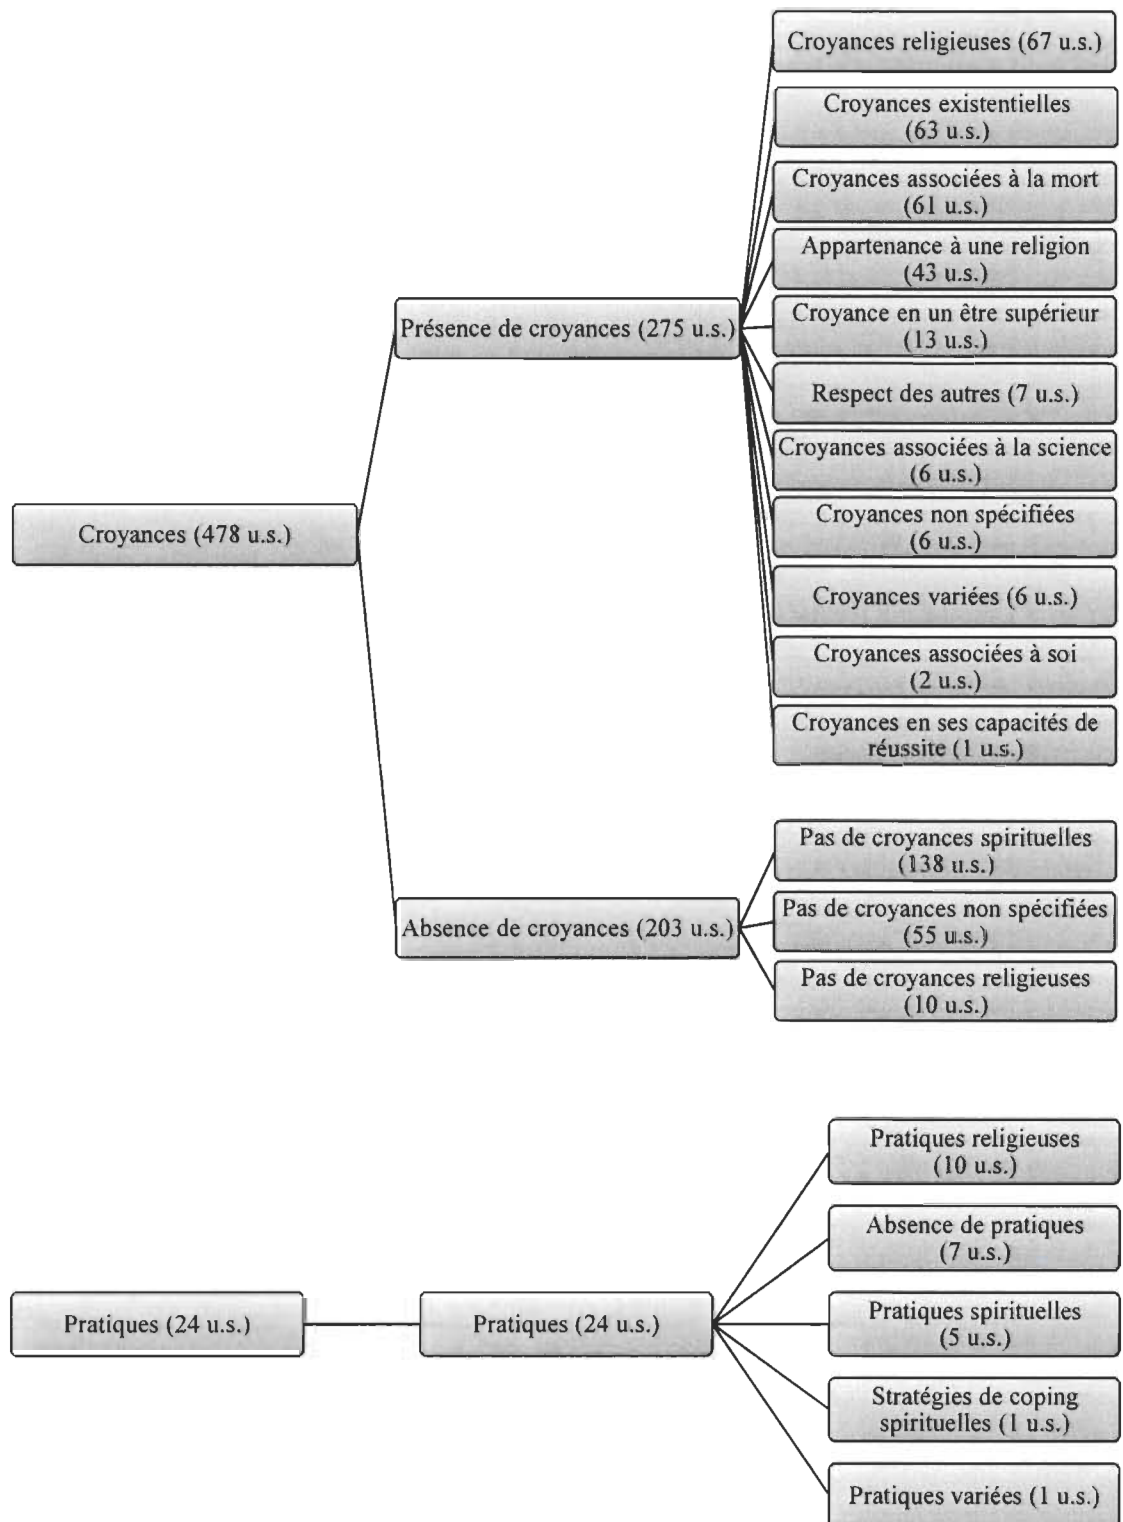 Croyances (478 u.s.)
Présence de croyances (275 u.s.)
Croyances religieuses (67 u.s.)
Croyances existentielles
(63 u.s.)
Croyances associées à la mort
(61 u.s.)
Appartenance à une religion
(43 u.s.)
Croyance en un être supérieur
(13 u.s.)
Respect des autres (7 u.s.)
Croyances associées à la science
(6 u.s.)
Croyances non spécifiées
(6 u.s.)
Croyances variées (6 u.s.)
Croyances associées à soi
(2 u.s.)
Croyances en ses capacités de
réussite (1 u.s.)
Absence de croyances (203 u.s.)
Pas de croyances spirituelles
(138 u.s.)
Pas de croyances non spécifiées
(55 u.s.)
Pas de croyances religieuses
(10 u.s.)
Pratiques (24 u.s.)
Pratiques (24 u.s.)
Pratiques religieuses
(10 u.s.)
Absence de pratiques
(7 u.s.)
Pratiques spirituelles
(5 u.s.)
Stratégies de coping
spirituelles (1 u.s.)
Pratiques variées (1 u.s.)